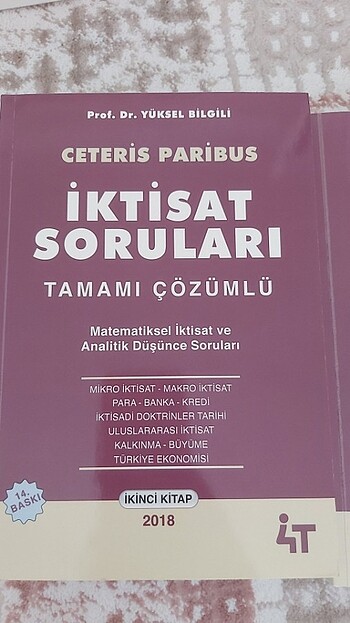 Prof. Dr. YÜKSEL BİLGİLİ
CETERIS PARIBUS
İKTİSAT
SORULARI
TAMAMI ÇÖZÜMLÜ
Matematiksel İktisat ve
Analitik Düşünce Soruları
MİKRO İKTİSAT - MAKRO İKTİSAT
PARA - BANKA - KREDİ
İKTİSADİ DOKTRİNLER TARİHİ
ULUSLARARASI İKTİSAT
KALKINMA - BÜYÜME
TÜRKİYE EKONOMİSİ
14.
BASKI
İKİNCİ KİTAP
2018
4T